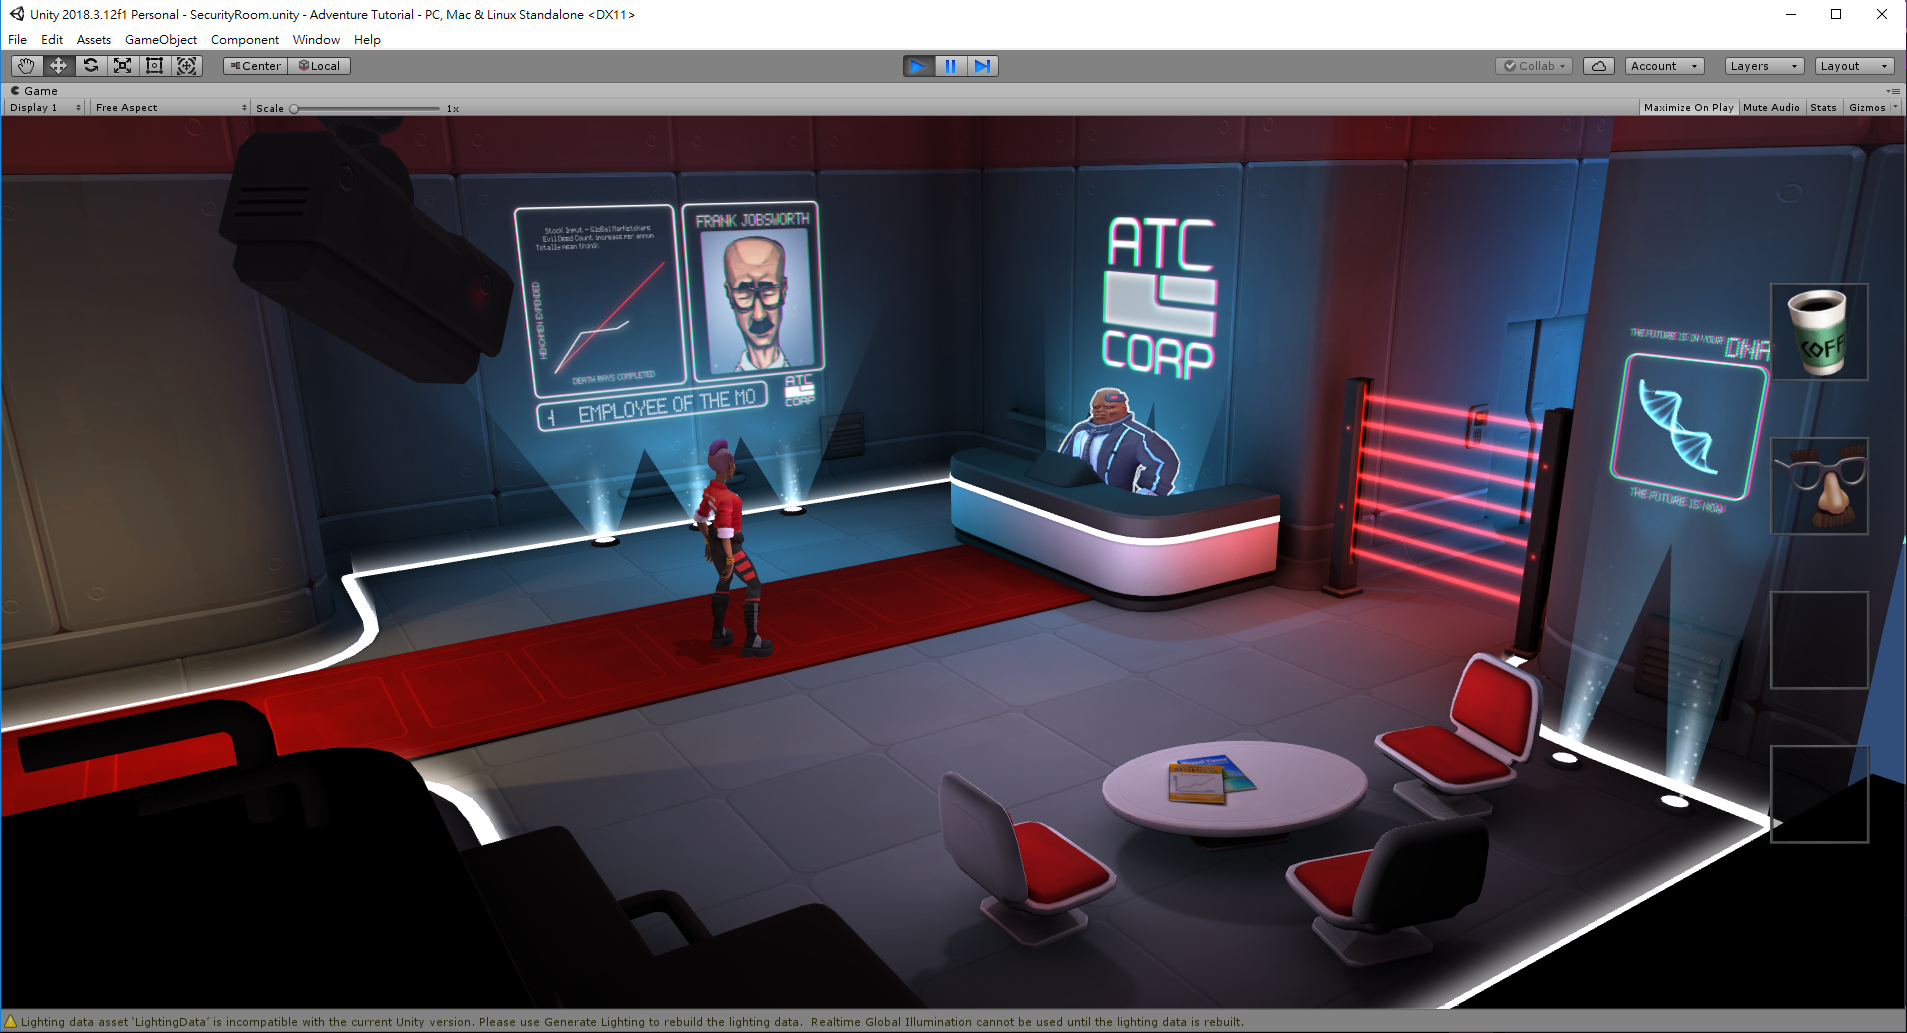 Unity 2018.3.12f1 Personal - SecurityRoom.unity - Adventure Tutorial - PC, Mac & Linux Standalone <DX11>
File Edit Assets GameObject Component Window Help
Center Local Collab Account Layers Layout
Game
Display 1 Free Aspect Scale 1x Maximize On Play Mute Audio Stats Gizmos
Stock Input - Global Marketshare
Evil Deed Count increase per annum
Totally mean things:
HENCHMEN EXPENDED
DEATH RAYS COMPLETED
FRANK JOBSWORTH
EMPLOYEE OF THE MO
ATC
CORP
ATC
CORP
THE FUTURE IS IN YOUR DNA
THE FUTURE IS NOW
COFF
Lighting data asset 'LightingData' is incompatible with the current Unity version. Please use Generate Lighting to rebuild the lighting data.  Realtime Global Illumination cannot be used until the lighting data is rebuilt.